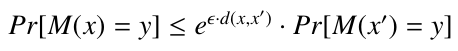 Pr[M(x) = y] ≤ e^{ϵ·d(x,x′)} · Pr[M(x′) = y]